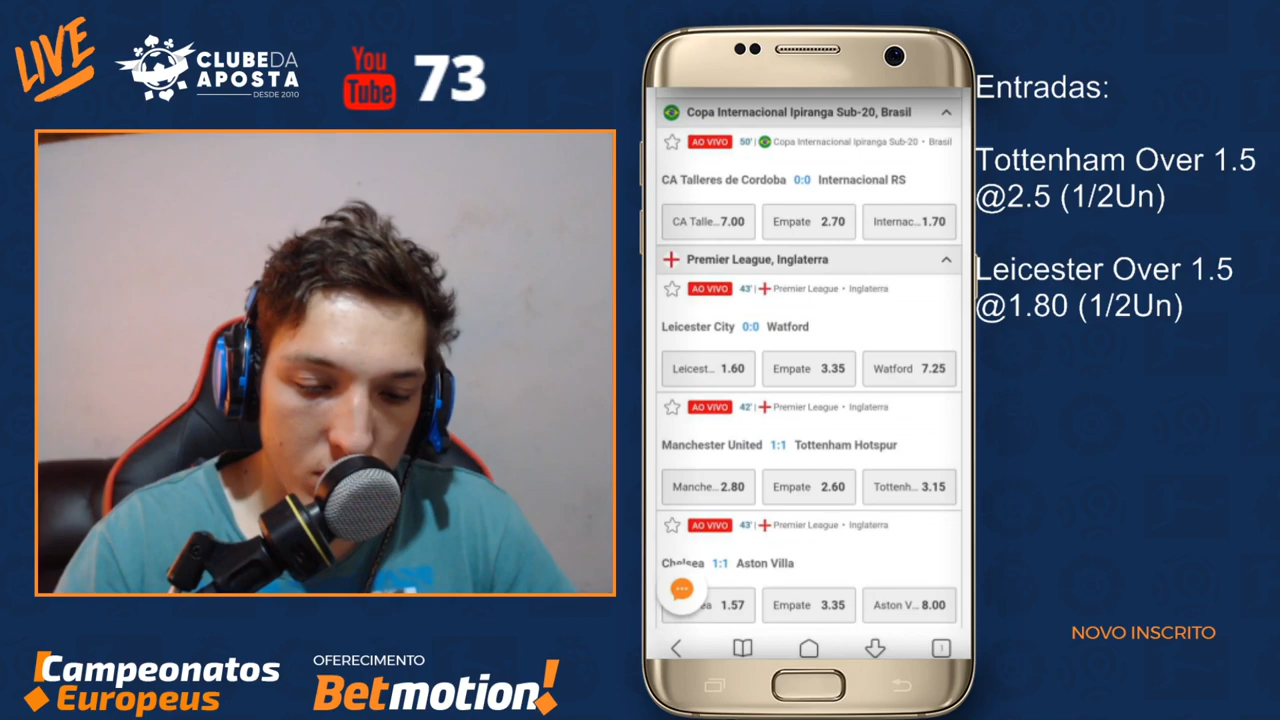 LIVE
CLUBEDA
APOSTA
DESDE 2010
You
Tube
73
Entradas:
Tottenham Over 1.5
@2.5 (1/2Un)
Leicester Over 1.5
@1.80 (1/2Un)
Copa Internacional Ipiranga Sub-20, Brasil
AO VIVO 50' | Copa Internacional Ipiranga Sub-20 • Brasil
CA Talleres de Cordoba 0:0 Internacional RS
CA Talle... 7.00 Empate 2.70 Internac... 1.70
Premier League, Inglaterra
AO VIVO 43' | Premier League • Inglaterra
Leicester City 0:0 Watford
Leicest... 1.60 Empate 3.35 Watford 7.25
AO VIVO 42' | Premier League • Inglaterra
Manchester United 1:1 Tottenham Hotspur
Manche... 2.80 Empate 2.60 Tottenh... 3.15
AO VIVO 43' | Premier League • Inglaterra
Chelsea 1:1 Aston Villa
ea 1.57 Empate 3.35 Aston V... 8.00
NOVO INSCRITO
Campeonatos
Europeus
OFERECIMENTO
Betmotion!